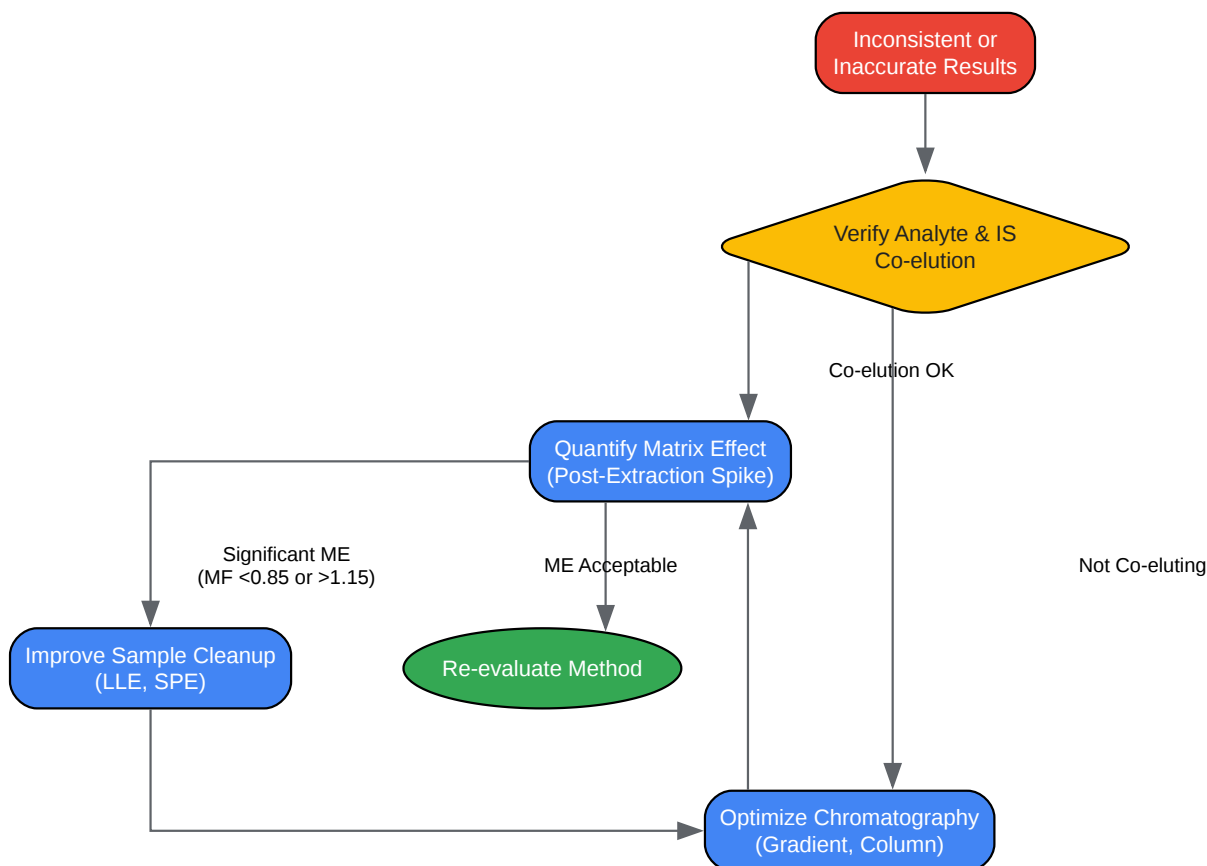 Inconsistent or
Inaccurate Results
Verify Analyte & IS
Co-elution
Co-elution OK
Quantify Matrix Effect
(Post-Extraction Spike)
Significant ME
(MF <0.85 or >1.15)
ME Acceptable
Not Co-eluting
Improve Sample Cleanup
(LLE, SPE)
Re-evaluate Method
Optimize Chromatography
(Gradient, Column)